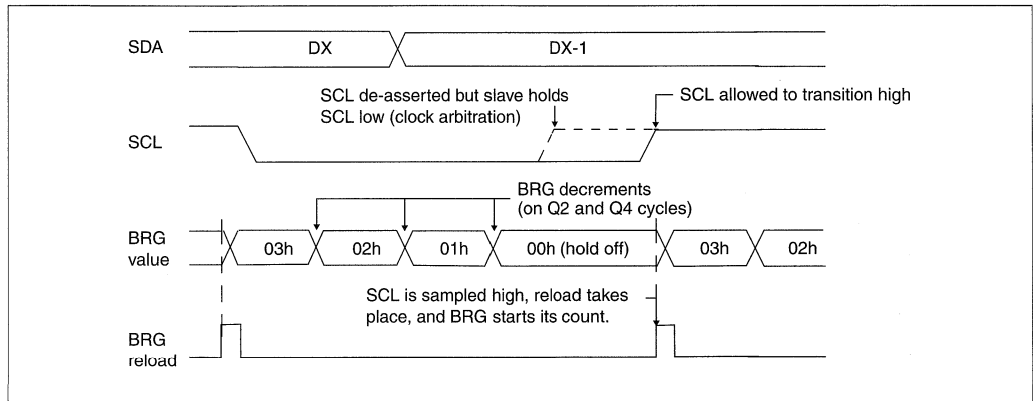 SDA
DX
DX-1
SCL de-asserted but slave holds
SCL low (clock arbitration)
SCL allowed to transition high
SCL
BRG decrements
(on Q2 and Q4 cycles)
BRG
value
03h
02h
01h
00h (hold off)
03h
02h
SCL is sampled high, reload takes
place, and BRG starts its count.
BRG
reload